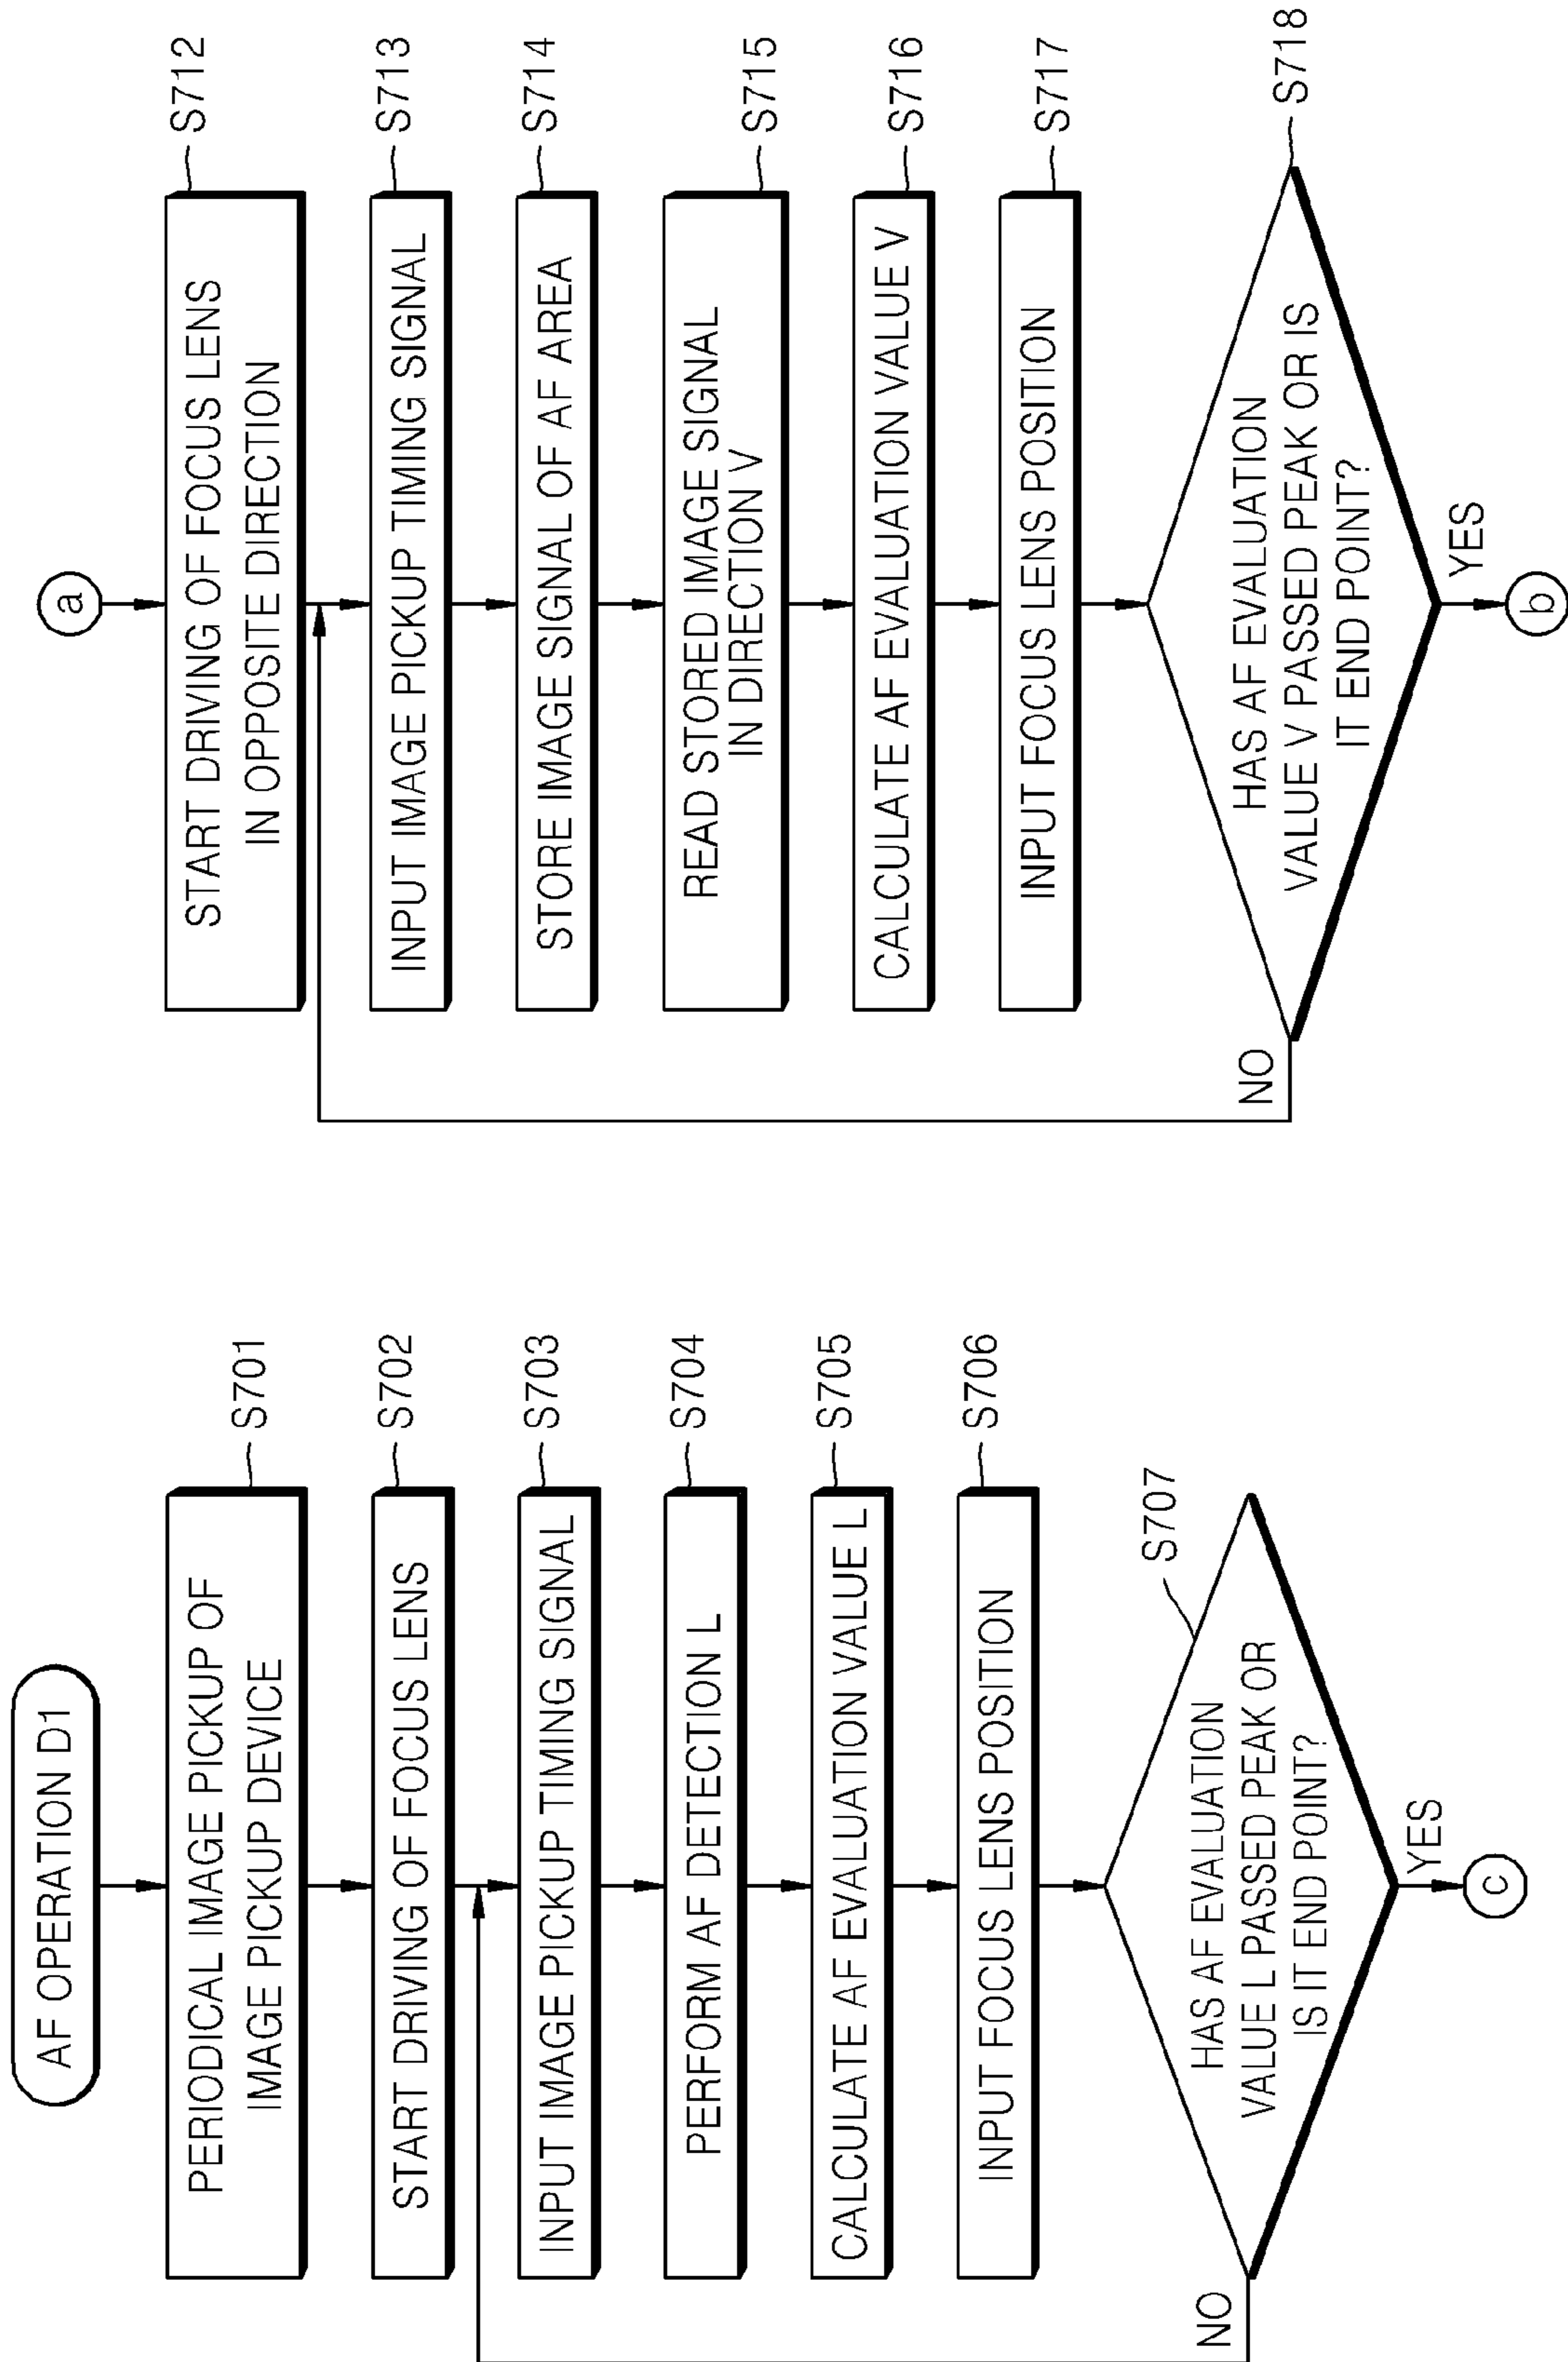 AF OPERATION D1
PERIODICAL IMAGE PICKUP OF
IMAGE PICKUP DEVICE
S701
START DRIVING OF FOCUS LENS
S702
INPUT IMAGE PICKUP TIMING SIGNAL
S703
PERFORM AF DETECTION L
S704
CALCULATE AF EVALUATION VALUE L
S705
INPUT FOCUS LENS POSITION
S706
HAS AF EVALUATION
VALUE L PASSED PEAK OR
IS IT END POINT?
S707
NO
YES
c
a
START DRIVING OF FOCUS LENS
IN OPPOSITE DIRECTION
S712
INPUT IMAGE PICKUP TIMING SIGNAL
S713
STORE IMAGE SIGNAL OF AF AREA
S714
READ STORED IMAGE SIGNAL
IN DIRECTION V
S715
CALCULATE AF EVALUATION VALUE V
S716
INPUT FOCUS LENS POSITION
S717
HAS AF EVALUATION
VALUE V PASSED PEAK OR IS
IT END POINT?
S718
NO
YES
b